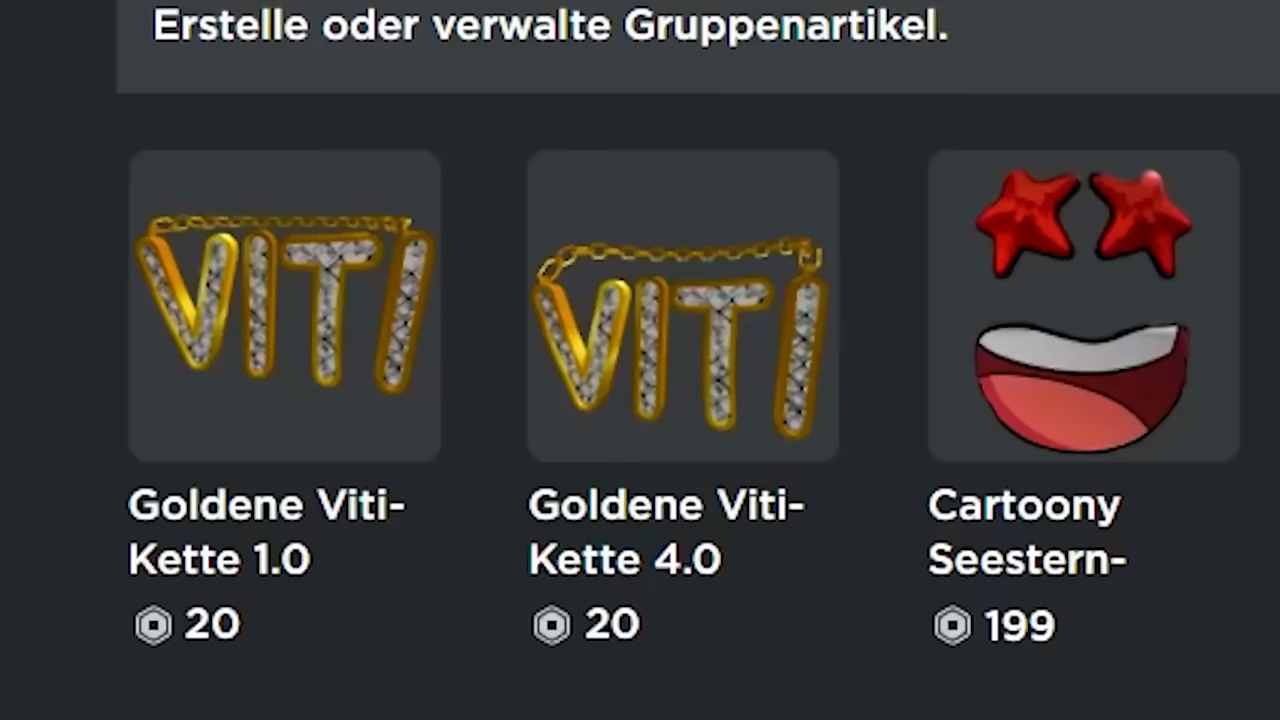 Erstelle oder verwalte Gruppenartikel.
VITI
VITI
Goldene Viti-
Kette 1.0
20
Goldene Viti-
Kette 4.0
20
Cartoony
Seestern-
199